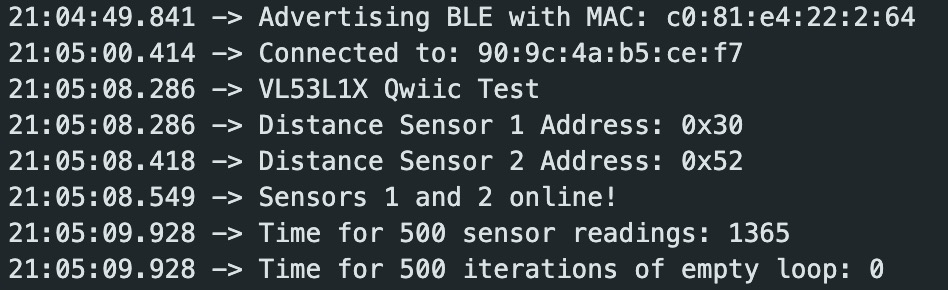 21:04:49.841 -> Advertising BLE with MAC: c0:81:e4:22:2:64
21:05:00.414 -> Connected to: 90:9c:4a:b5:ce:f7
21:05:08.286 -> VL53L1X Qwiic Test
21:05:08.286 -> Distance Sensor 1 Address: 0x30
21:05:08.418 -> Distance Sensor 2 Address: 0x52
21:05:08.549 -> Sensors 1 and 2 online!
21:05:09.928 -> Time for 500 sensor readings: 1365
21:05:09.928 -> Time for 500 iterations of empty loop: 0